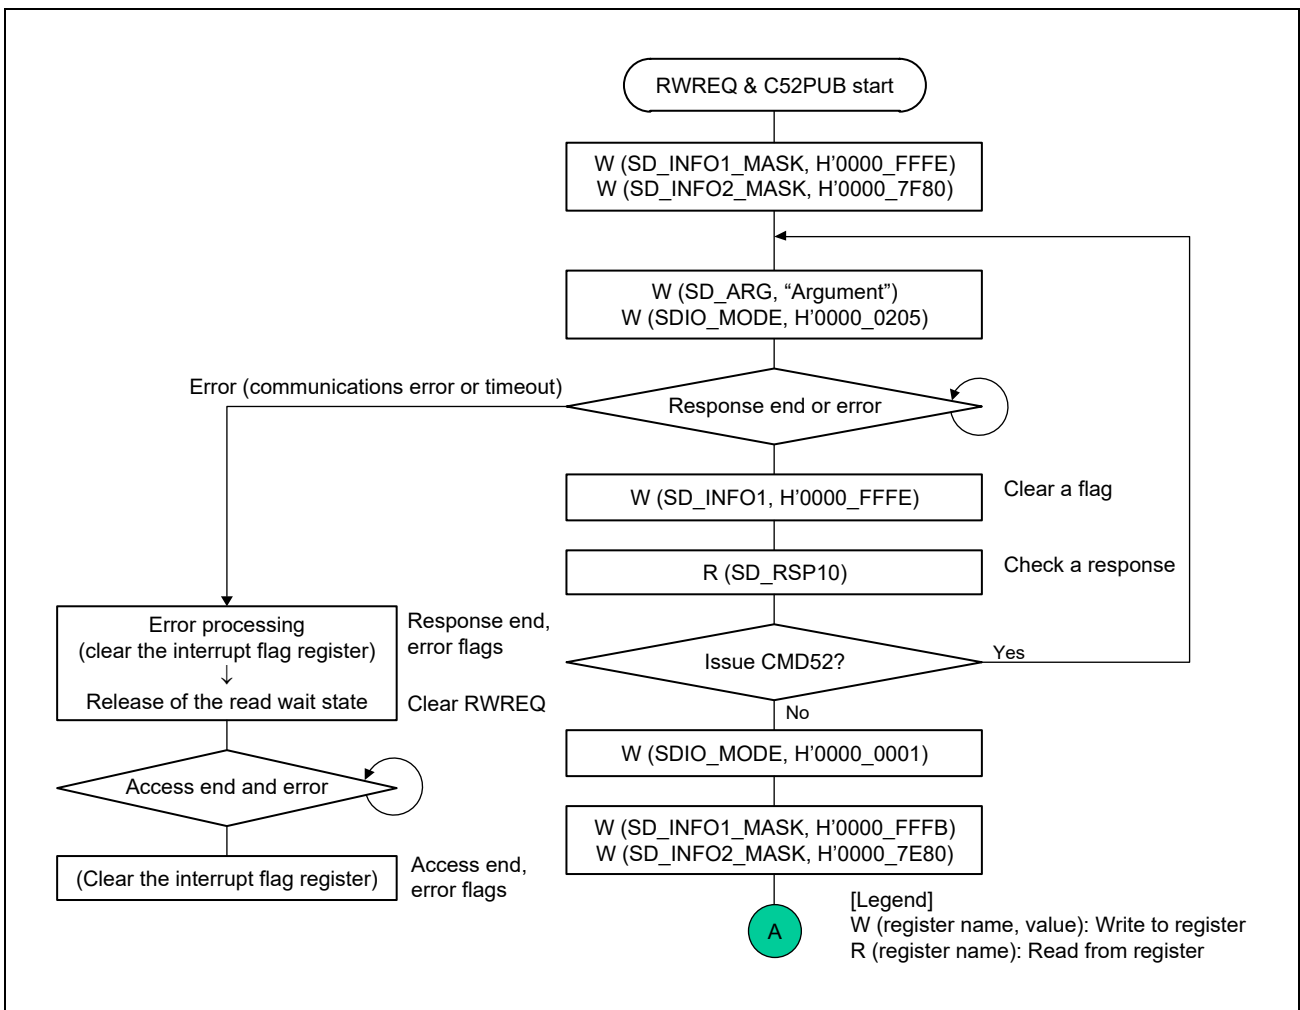 RWREQ & C52PUB start
W (SD_INFO1_MASK, H'0000_FFFE)
W (SD_INFO2_MASK, H'0000_7F80)
W (SD_ARG, “Argument”)
W (SDIO_MODE, H'0000_0205)
Error (communications error or timeout)
Response end or error
W (SD_INFO1, H'0000_FFFE)
Clear a flag
R (SD_RSP10)
Check a response
Error processing
(clear the interrupt flag register)
↓
Release of the read wait state
Response end,
error flags
Clear RWREQ
Issue CMD52?
Yes
No
W (SDIO_MODE, H'0000_0001)
Access end and error
W (SD_INFO1_MASK, H'0000_FFFB)
W (SD_INFO2_MASK, H'0000_7E80)
(Clear the interrupt flag register)
Access end,
error flags
A
[Legend]
W (register name, value): Write to register
R (register name): Read from register